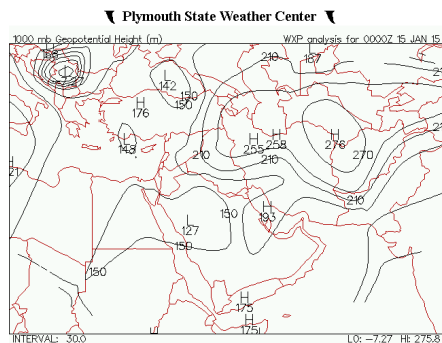 Plymouth State Weather Center
1000 mb Geopotential Height (m) WXP analysis for 0000Z 15 JAN 15
210 L 187
L 142
150
150
H 176
L 148
H 255 H 258 H 276
210 210 270
210
H 193
150
L 127
150
150
H 175
H 175
INTERVAL: 30.0 LO: -7.27 HI: 275.8